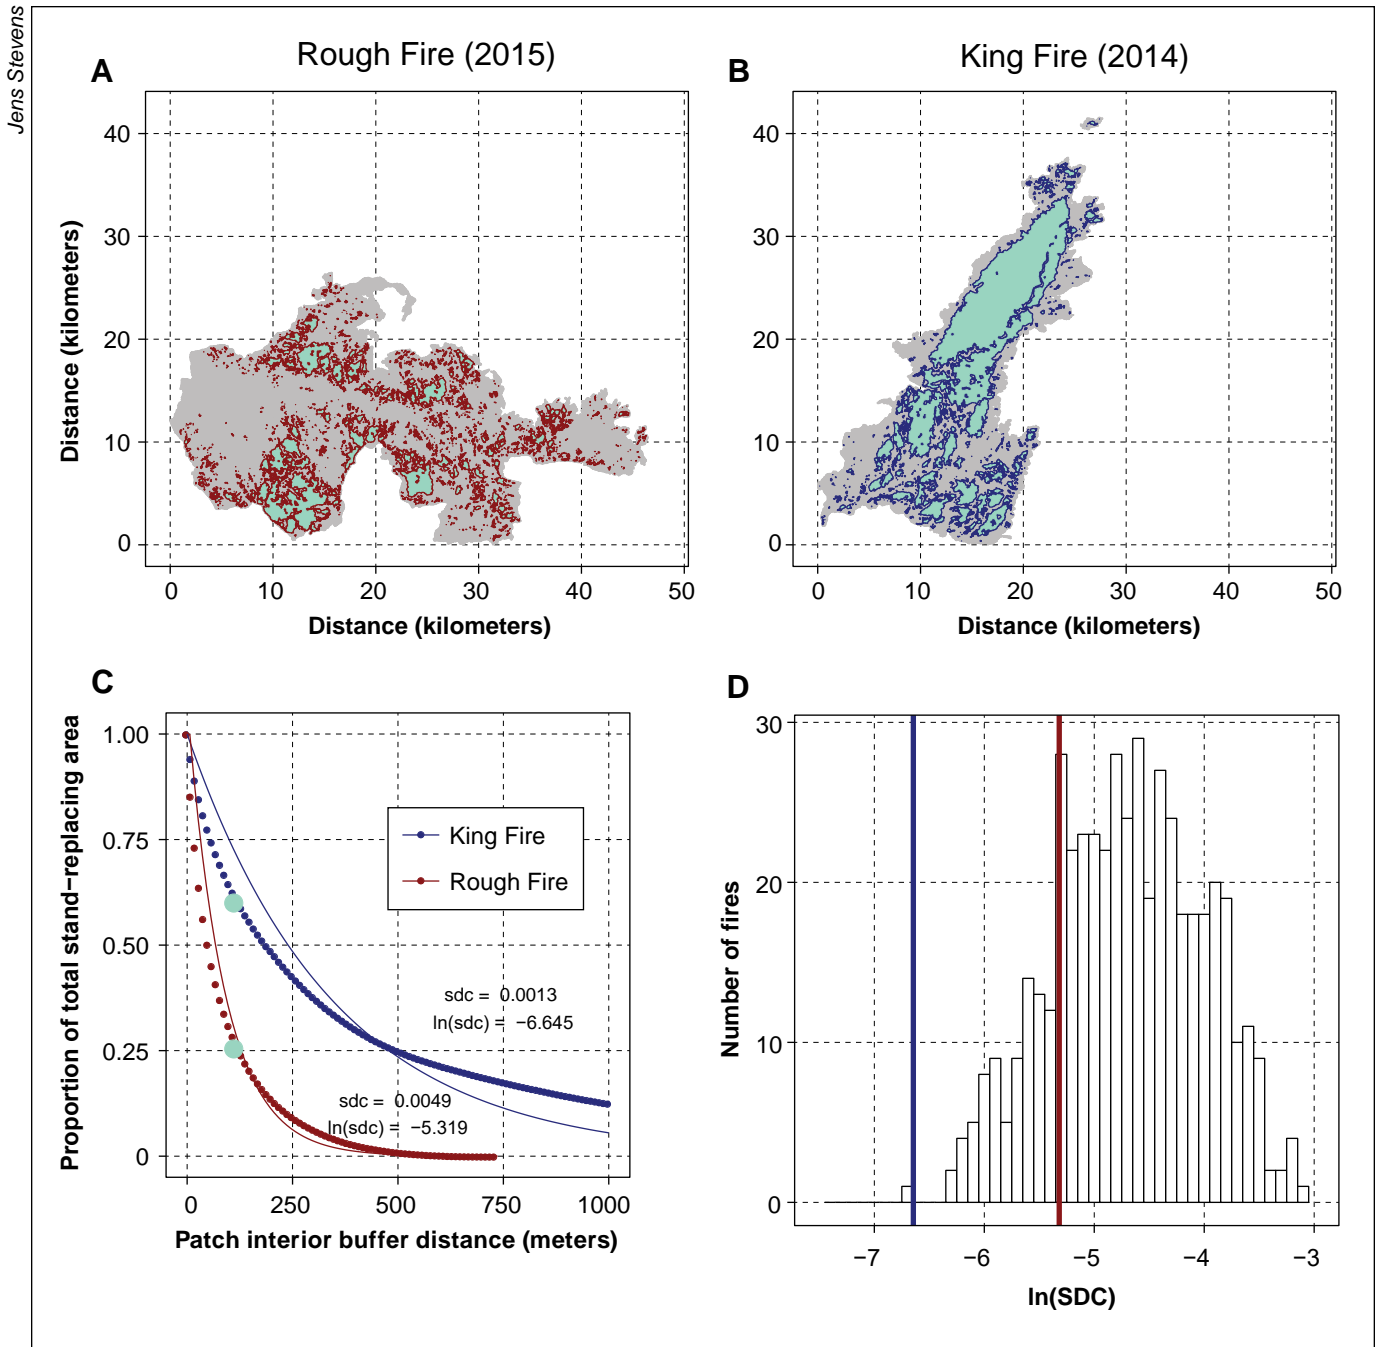 Jens Stevens
A
Rough Fire (2015)
40
30
20
10
0
Distance (kilometers)
0 10 20 30 40 50
Distance (kilometers)
B
King Fire (2014)
40
30
20
10
0
0 10 20 30 40 50
Distance (kilometers)
C
Proportion of total stand−replacing area
1.00
0.75
0.50
0.25
0
King Fire
Rough Fire
sdc = 0.0013
ln(sdc) = −6.645
sdc = 0.0049
ln(sdc) = −5.319
0 250 500 750 1000
Patch interior buffer distance (meters)
D
Number of fires
30
20
10
0
−7 −6 −5 −4 −3
ln(SDC)